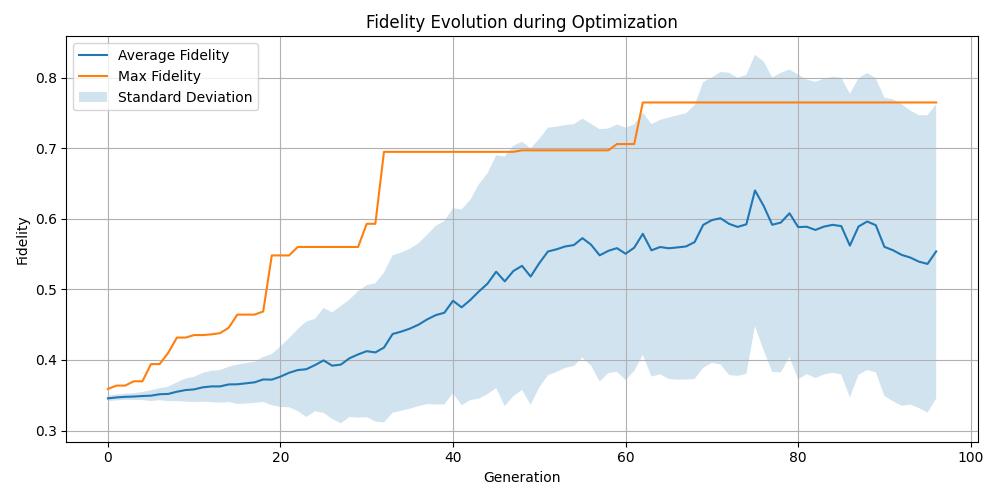 Fidelity Evolution during Optimization
Average Fidelity
Max Fidelity
Standard Deviation
Fidelity
0.8
0.7
0.6
0.5
0.4
0.3
0 20 40 60 80 100
Generation